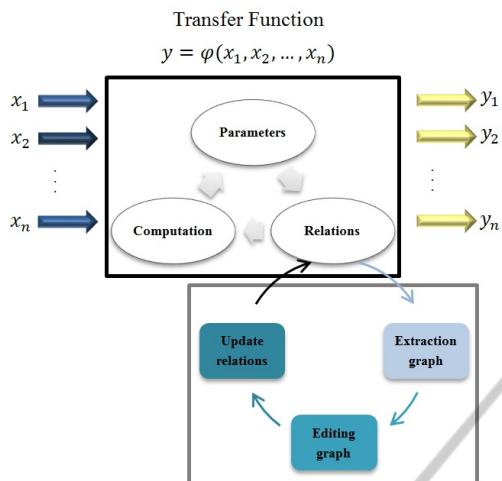 Transfer Function
y = φ(x₁, x₂, …, xₙ)
x₁
x₂
⋮
xₙ
Parameters
Computation
Relations
y₁
y₂
⋮
yₙ
Update
relations
Extraction
graph
Editing
graph